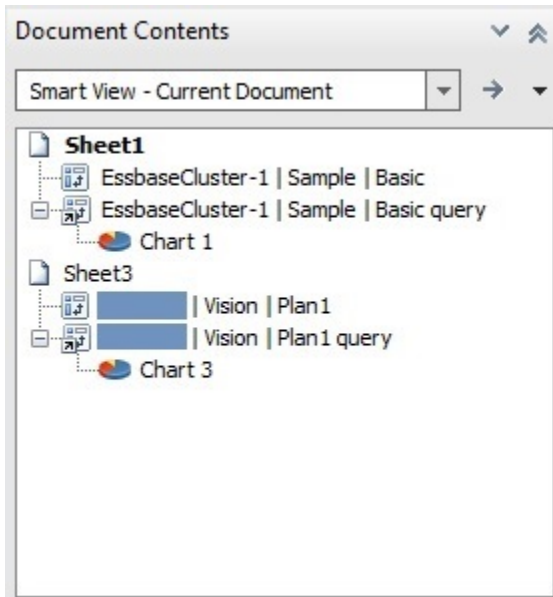 Document Contents
Smart View - Current Document
Sheet1
EssbaseCluster-1 | Sample | Basic
EssbaseCluster-1 | Sample | Basic query
Chart 1
Sheet3
| Vision | Plan1
| Vision | Plan1 query
Chart 3